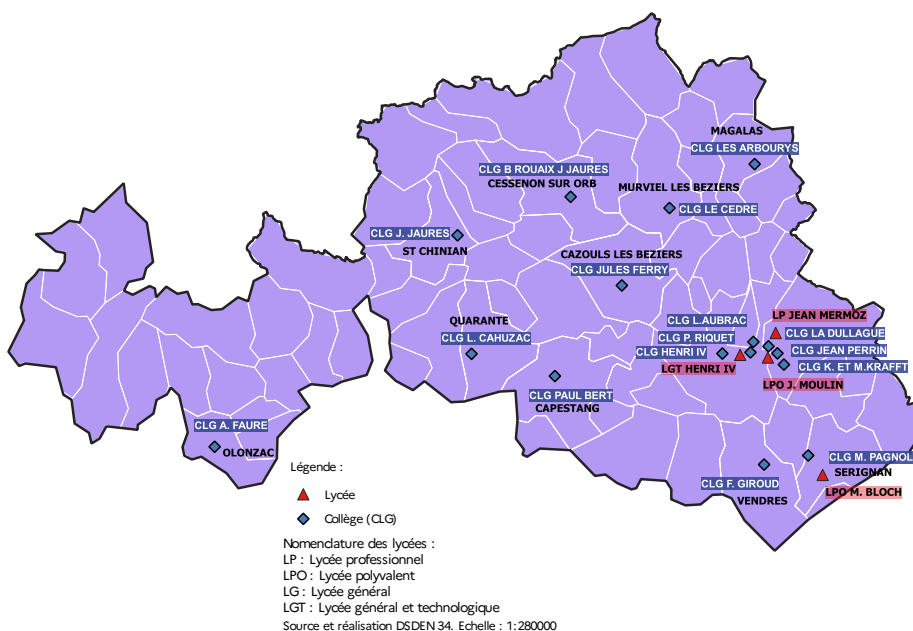 MAGALAS
CLG LES ARBOURYS
CLG B ROUAIX J JAURES
CESSENON SUR ORB
MURVIEL LES BEZIERS
CLG LE CEDRE
CLG J. JAURES
ST CHINIAN
CAZOULS LES BEZIERS
CLG JULES FERRY
LP JEAN MERMOZ
QUARANTE
CLG L.AUBRAC
CLG LA DULLAGUE
CLG L. CAHUZAC
CLG P. RIQUET
CLG HENRI IV
CLG JEAN PERRIN
LGT HENRI IV
CLG K. ET M.KRAFFT
LPO J. MOULIN
CLG PAUL BERT
CAPESTANG
CLG A. FAURE
OLONZAC
CLG M. PAGNOL
SERIGNAN
CLG F. GIROUD
LPO M. BLOCH
VENDRES
Légende :
Lycée
Collège (CLG)
Nomenclature des lycées :
LP : Lycée professionnel
LPO : Lycée polyvalent
LG : Lycée général
LGT : Lycée général et technologique
Source et réalisation DSDEN 34. Echelle : 1:280000